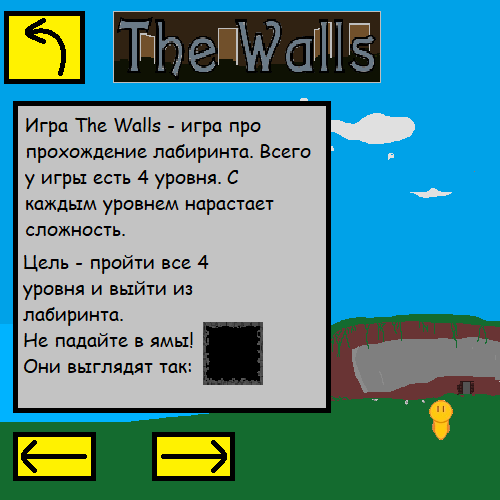 The Walls
Игра The Walls - игра про
прохождение лабиринта. Всего
у игры есть 4 уровня. С
каждым уровнем нарастает
сложность.
Цель - пройти все 4
уровня и выйти из
лабиринта.
Не падайте в ямы!
Они выглядят так: